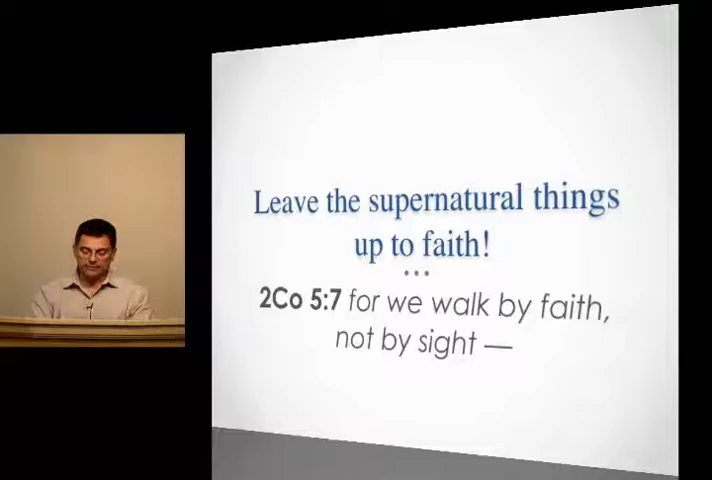 Leave the supernatural things
up to faith!
...
2Co 5:7 for we walk by faith,
not by sight —